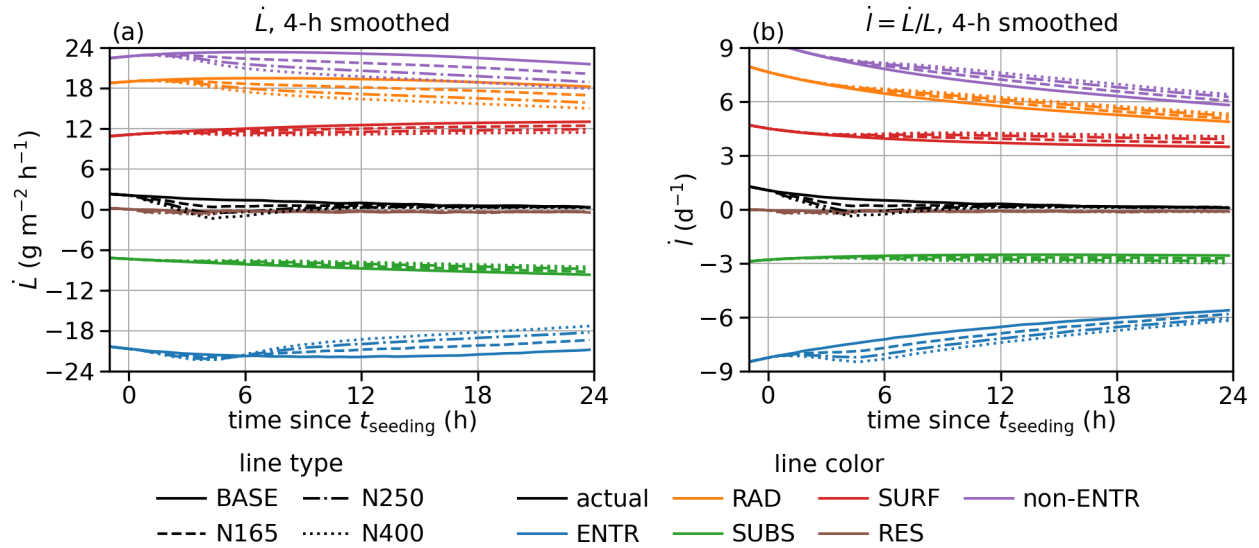 (a)
L̇, 4-h smoothed
24
18
12
6
0
−6
−12
−18
−24
L̇ (g m⁻² h⁻¹)
0 6 12 18 24
time since t_seeding (h)
(b)
l̇ = L̇/L, 4-h smoothed
9
6
3
0
−3
−6
−9
l̇ (d⁻¹)
0 6 12 18 24
time since t_seeding (h)
line type
BASE N250
N165 N400
line color
actual RAD SURF non-ENTR
ENTR SUBS RES